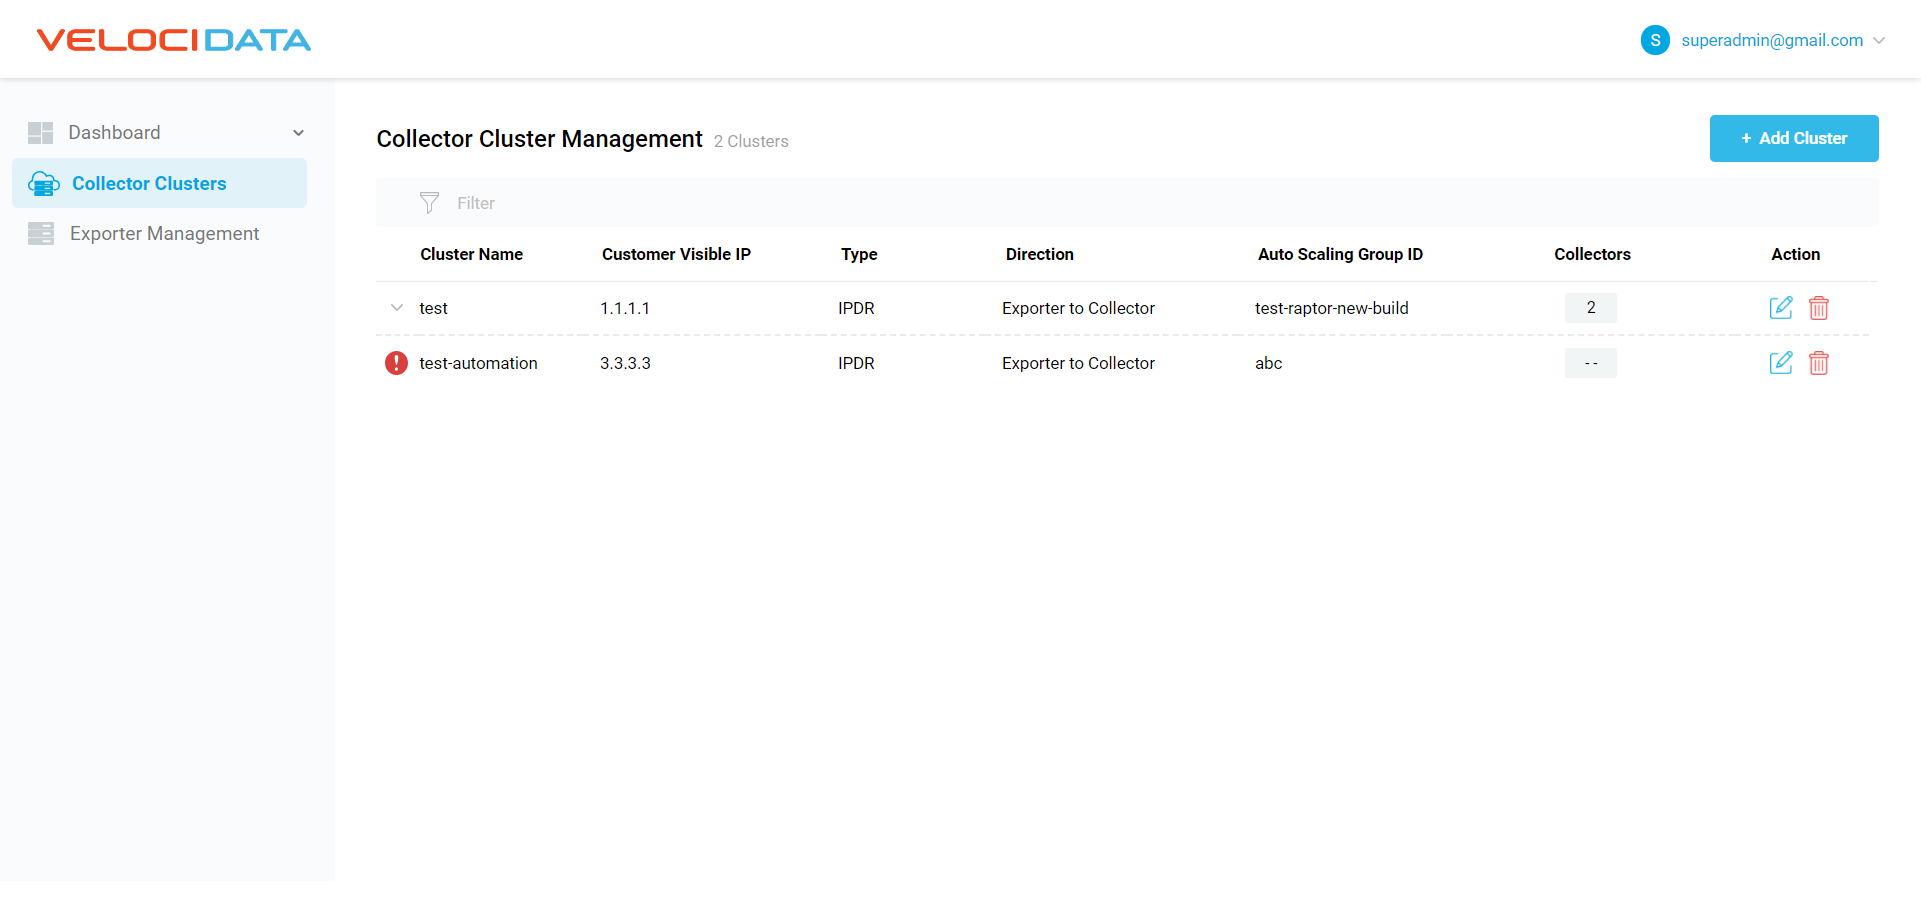 VELOCIDATA
S superadmin@gmail.com
Dashboard
Collector Clusters
Exporter Management
Collector Cluster Management 2 Clusters
+ Add Cluster
Filter
Cluster Name Customer Visible IP Type Direction Auto Scaling Group ID Collectors Action
test 1.1.1.1 IPDR Exporter to Collector test-raptor-new-build 2
test-automation 3.3.3.3 IPDR Exporter to Collector abc --